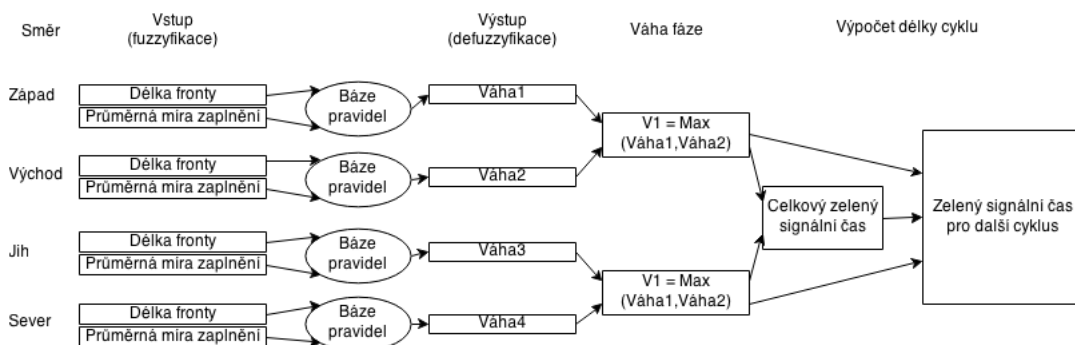 Směr
Vstup
(fuzzyfikace)
Výstup
(defuzzyfikace)
Váha fáze
Výpočet délky cyklu
Západ
Délka fronty
Průměrná míra zaplnění
Báze
pravidel
Váha1
V1 = Max
(Váha1,Váha2)
Východ
Délka fronty
Průměrná míra zaplnění
Báze
pravidel
Váha2
Celkový zelený
signální čas
Zelený signální čas
pro další cyklus
Jih
Délka fronty
Průměrná míra zaplnění
Báze
pravidel
Váha3
V1 = Max
(Váha1,Váha2)
Sever
Délka fronty
Průměrná míra zaplnění
Báze
pravidel
Váha4